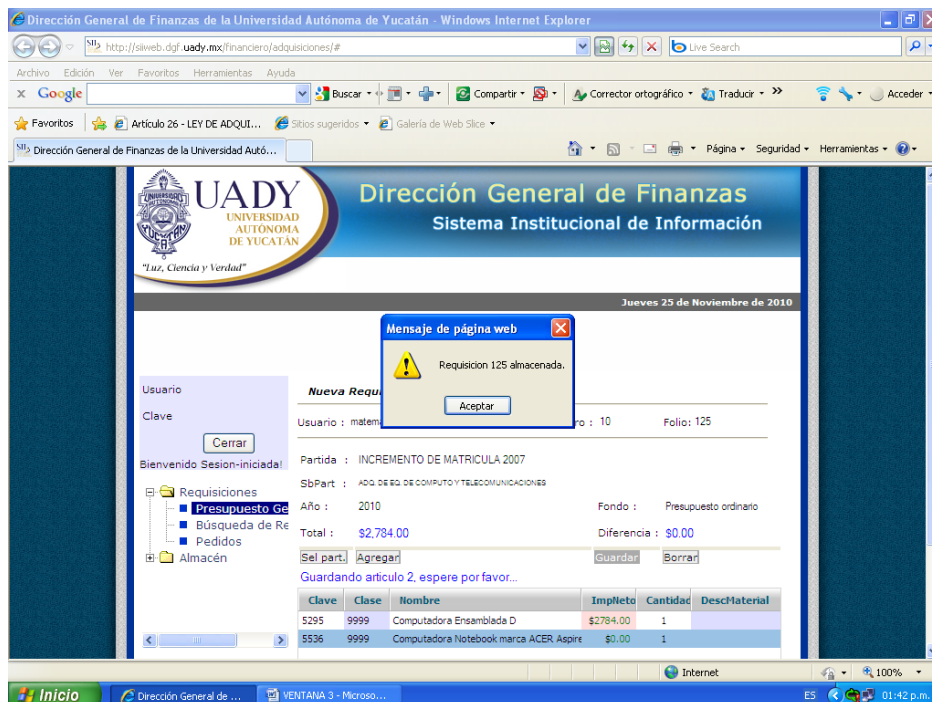 Dirección General de Finanzas de la Universidad Autónoma de Yucatán - Windows Internet Explorer
http://siiweb.dgf.uady.mx/financiero/adquisiciones/#
Live Search
Archivo Edición Ver Favoritos Herramientas Ayuda
x Google Buscar Compartir Corrector ortográfico Traducir >> Acceder
Favoritos Artículo 26 - LEY DE ADQUI... Sitios sugeridos Galería de Web Slice
Dirección General de Finanzas de la Universidad Autó... Página Seguridad Herramientas
UADY
UNIVERSIDAD
AUTÓNOMA
DE YUCATÁN
"Luz, Ciencia y Verdad"
Dirección General de Finanzas
Sistema Institucional de Información
Jueves 25 de Noviembre de 2010
Mensaje de página web
Requisicion 125 almacenada.
Aceptar
Usuario
Clave
Cerrar
Bienvenido Sesion-iniciada!
Requisiciones
Presupuesto Ge
Búsqueda de Re
Pedidos
Almacén
Nueva Requ
Usuario : matem ro : 10 Folio: 125
Partida : INCREMENTO DE MATRICULA 2007
SbPart : ADQ. DE EQ. DE COMPUTO Y TELECOMUNICACIONES
Año : 2010 Fondo : Presupuesto ordinario
Total : $2,784.00 Diferencia : $0.00
Sel part. Agregar Guardar Borrar
Guardando articulo 2, espere por favor...
Clave Clase Nombre ImpNeto Cantidad DescMaterial
5295 9999 Computadora Ensamblada D $2784.00 1
5536 9999 Computadora Notebook marca ACER Aspire $0.00 1
Internet 100%
Inicio Dirección General de ... VENTANA 3 - Microso... ES 01:42 p.m.